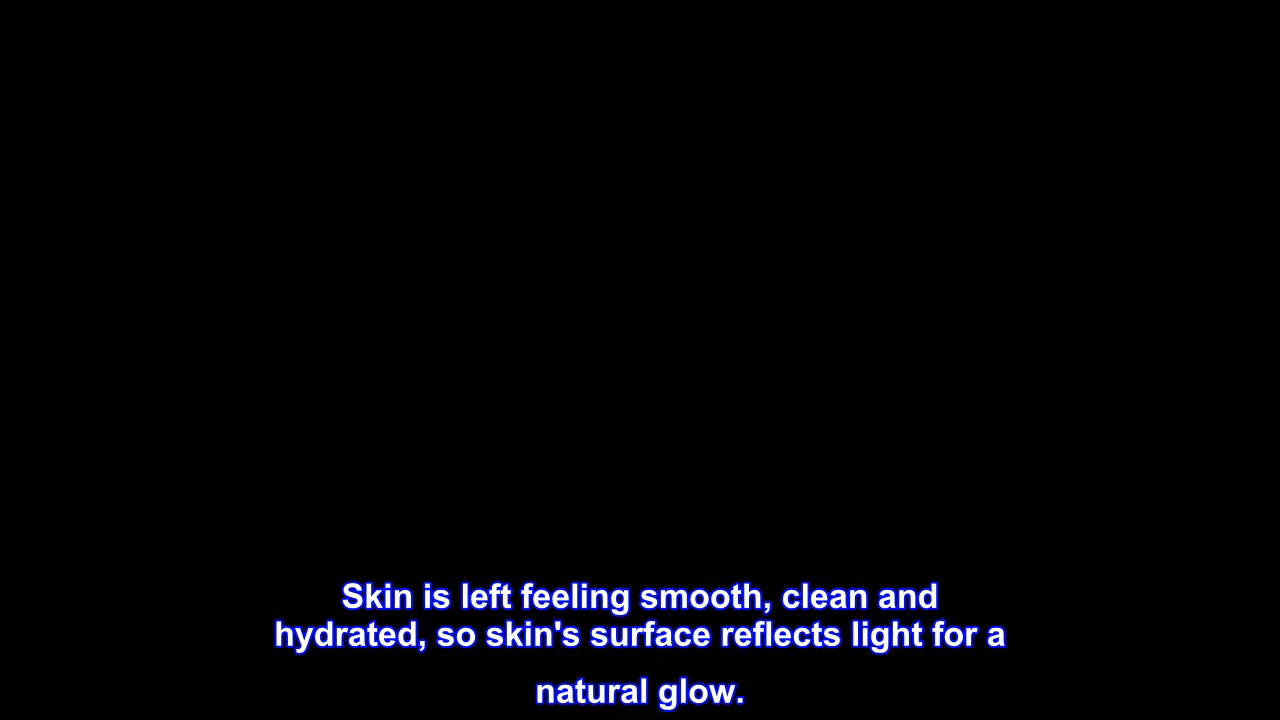 Skin is left feeling smooth, clean and
hydrated, so skin's surface reflects light for a
natural glow.